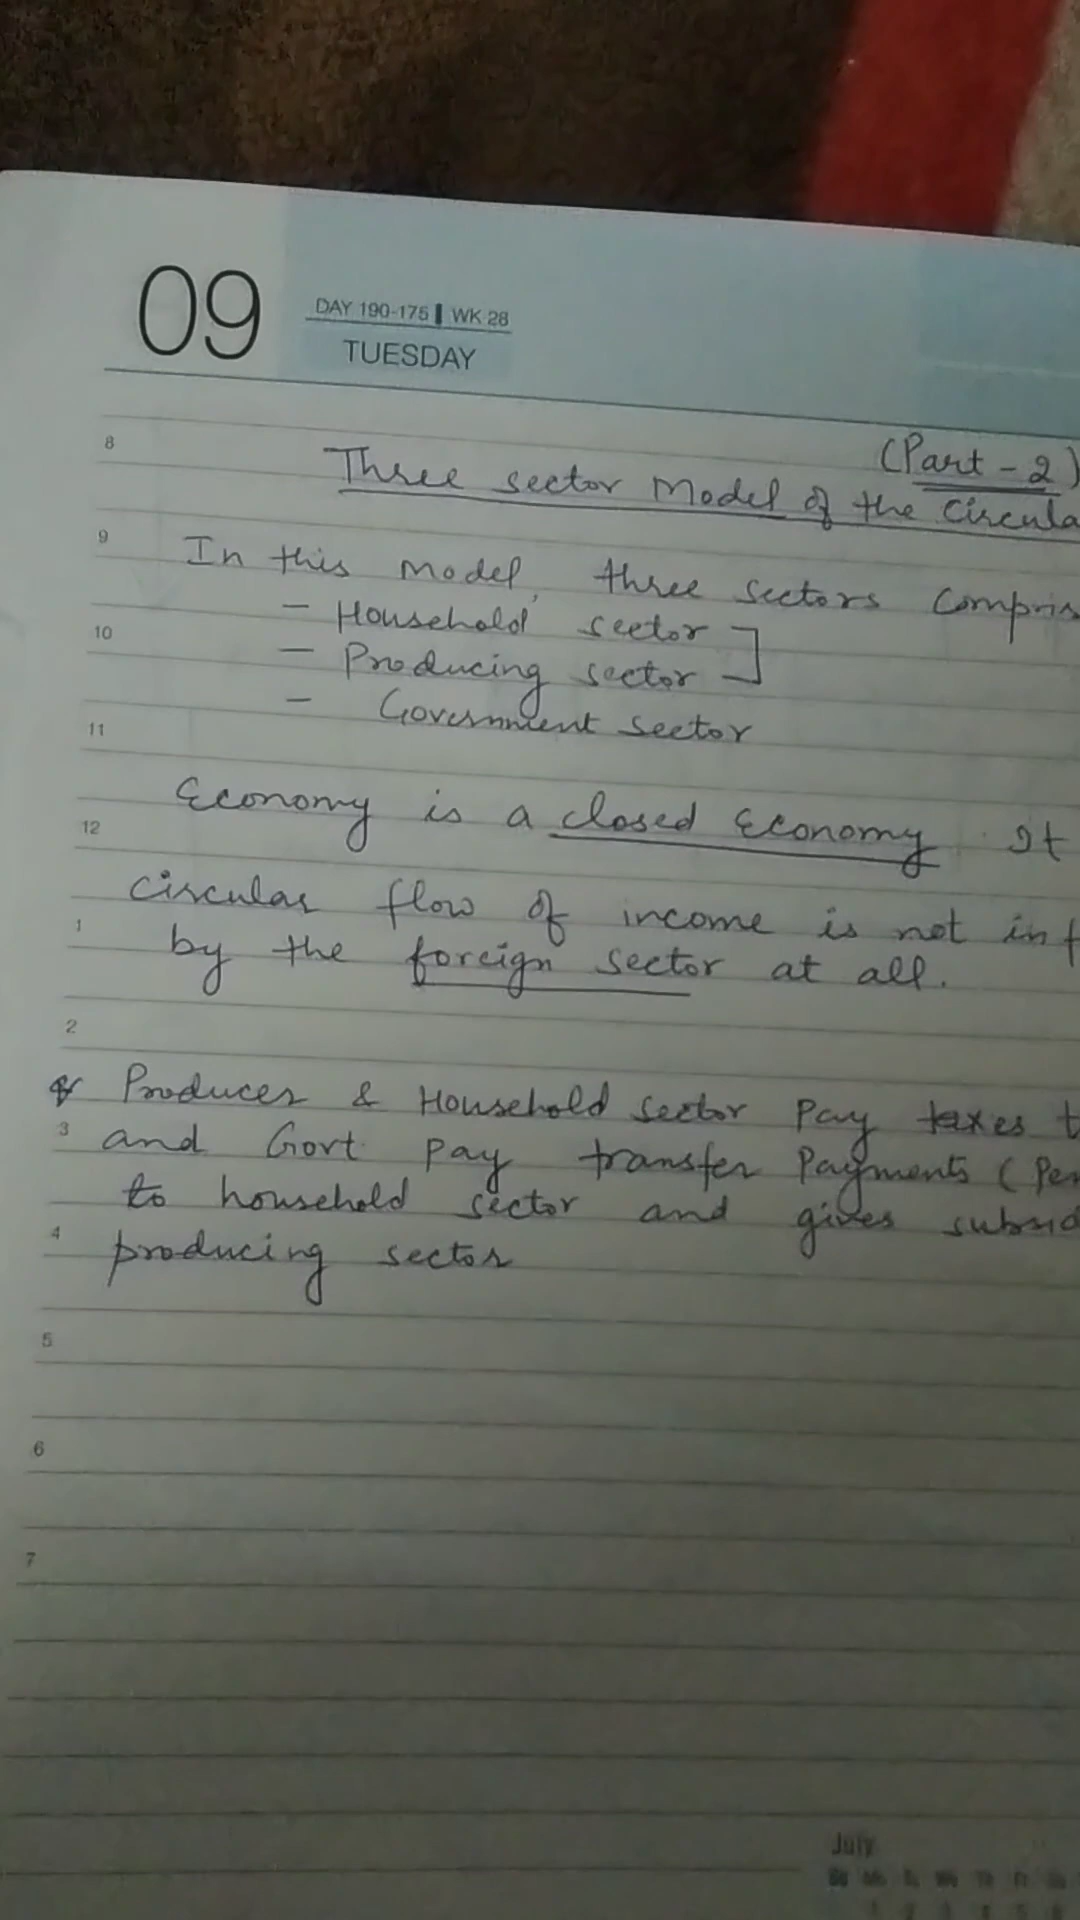 09
DAY 190-175 | WK 28
TUESDAY
(Part - 2)
8
Three sector Model of the Circula
9
In this model, three sectors compris
- Household sector
10
- Producing sector
- Government sector
11
Economy is a closed Economy. It
12
circular flow of income is not inf
1
by the foreign sector at all.
2
Producer & Household sector pay taxes t
3
and Govt. pay transfer Payments (Pen
to household sector and gives subsid
4
producing sector
5
6
7
July